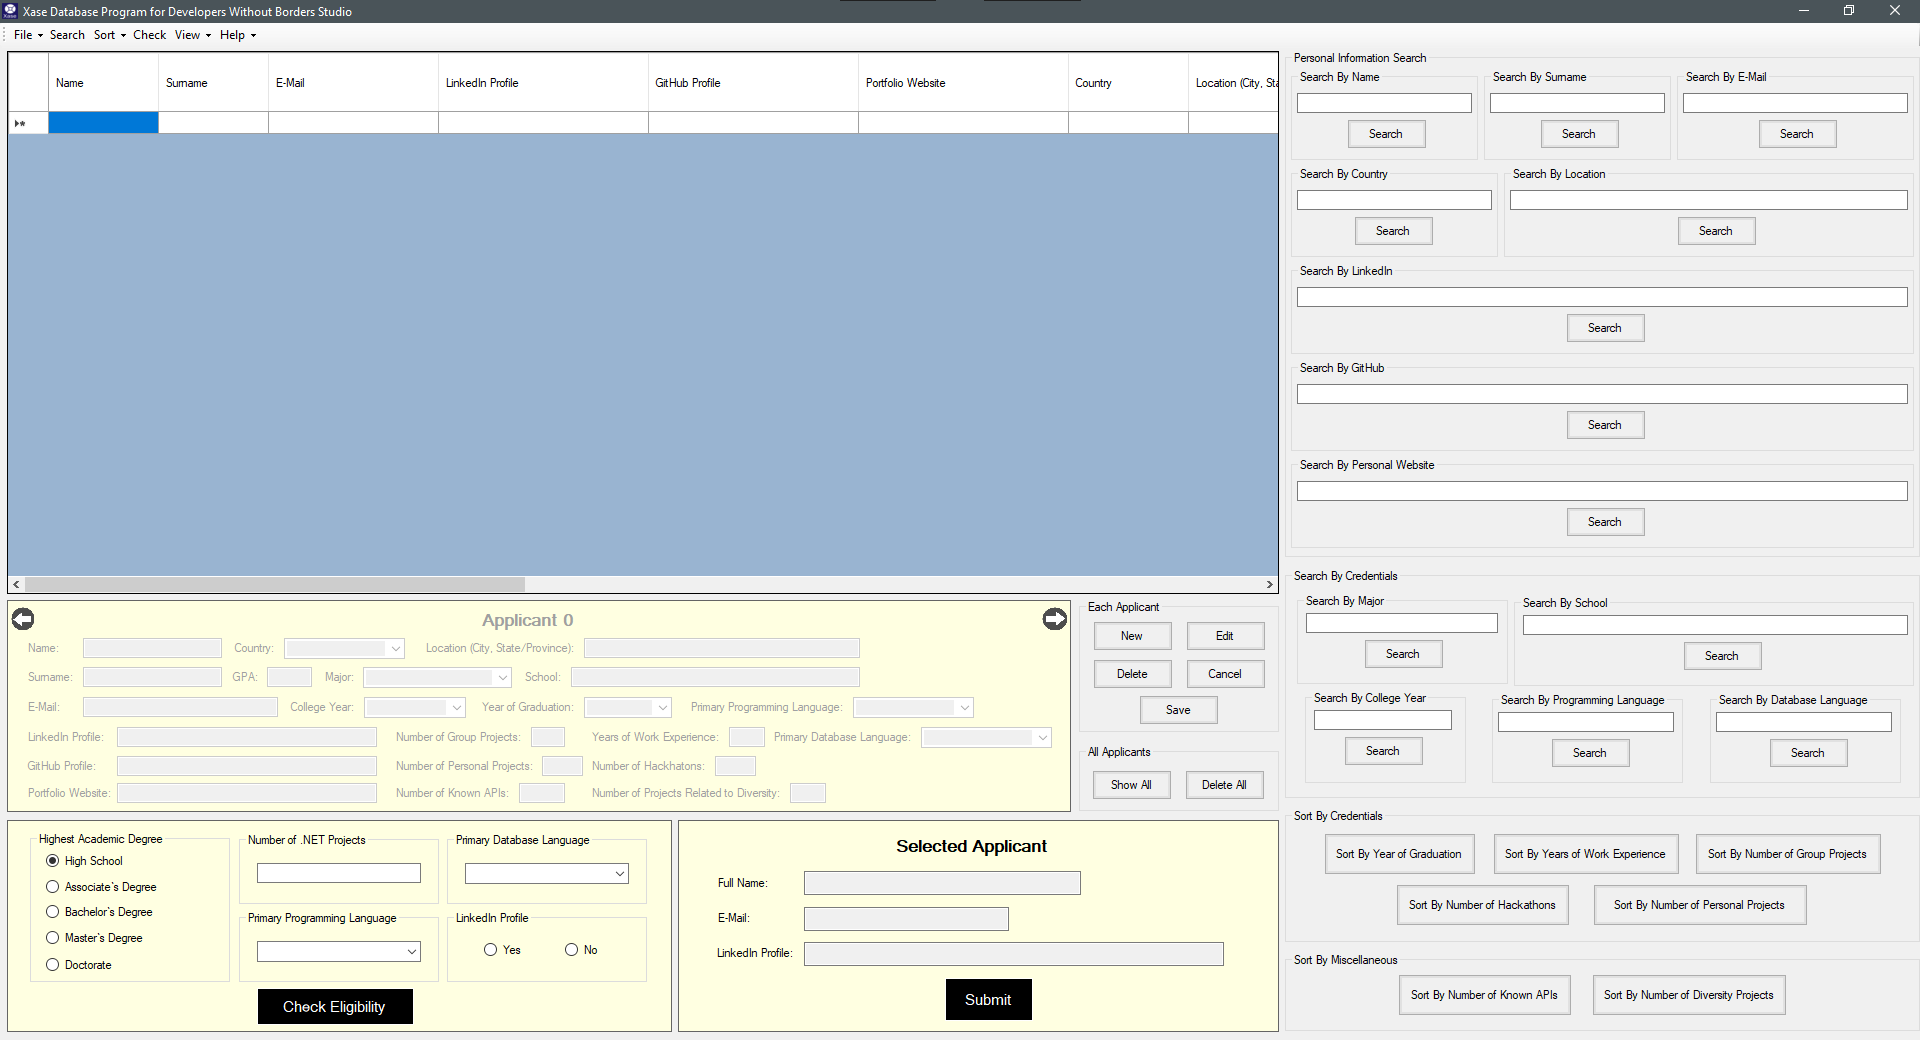 Xase Database Program for Developers Without Borders Studio
File Search Sort Check View Help
Name Surname E-Mail LinkedIn Profile GitHub Profile Portfolio Website Country Location (City, Sta
Applicant 0
Name: Country: Location (City, State/Province):
Surname: GPA: Major: School:
E-Mail: College Year: Year of Graduation: Primary Programming Language:
LinkedIn Profile: Number of Group Projects: Years of Work Experience: Primary Database Language:
GitHub Profile: Number of Personal Projects: Number of Hackhatons:
Portfolio Website: Number of Known APIs: Number of Projects Related to Diversity:
Each Applicant
New Edit
Delete Cancel
Save
All Applicants
Show All Delete All
Highest Academic Degree
High School
Associate`s Degree
Bachelor`s Degree
Master`s Degree
Doctorate
Number of .NET Projects
Primary Database Language
Primary Programming Language
LinkedIn Profile
Yes No
Check Eligibility
Selected Applicant
Full Name:
E-Mail:
LinkedIn Profile:
Submit
Personal Information Search
Search By Name Search By Surname Search By E-Mail
Search Search Search
Search By Country Search By Location
Search Search
Search By LinkedIn
Search
Search By GitHub
Search
Search By Personal Website
Search
Search By Credentials
Search By Major Search By School
Search Search
Search By College Year Search By Programming Language Search By Database Language
Search Search Search
Sort By Credentials
Sort By Year of Graduation Sort By Years of Work Experience Sort By Number of Group Projects
Sort By Number of Hackathons Sort By Number of Personal Projects
Sort By Miscellaneous
Sort By Number of Known APIs Sort By Number of Diversity Projects